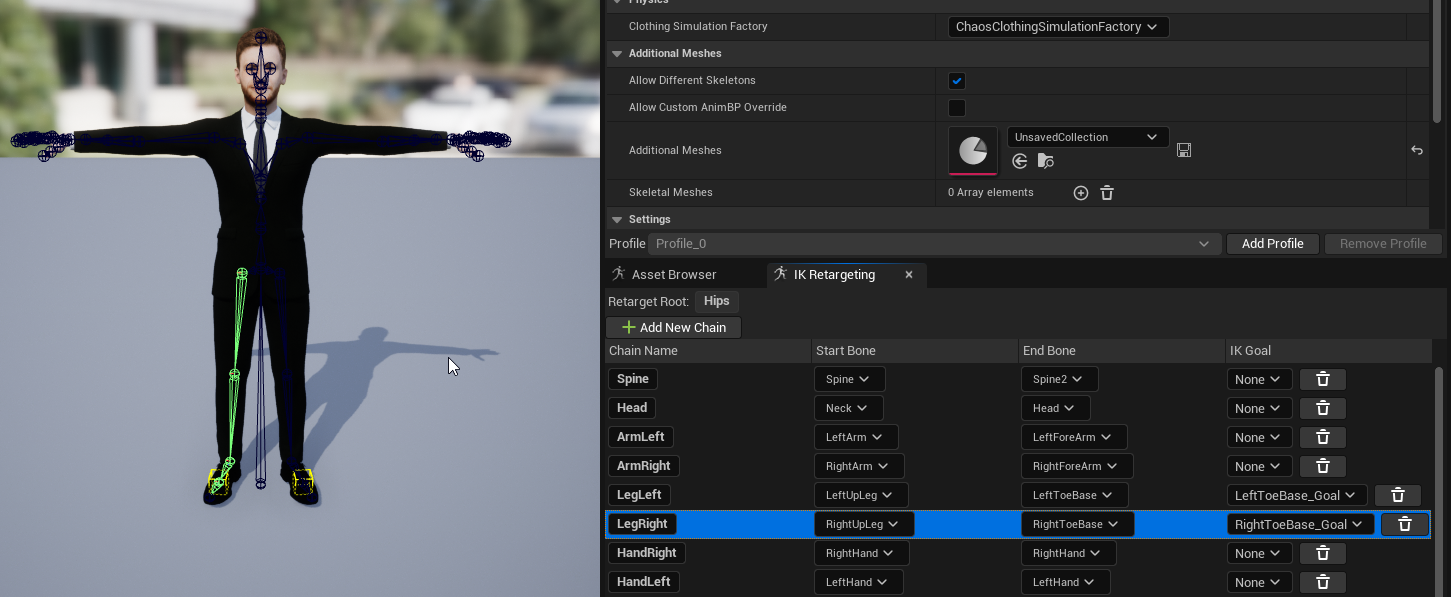 Physics
Clothing Simulation Factory ChaosClothingSimulationFactory
Additional Meshes
Allow Different Skeletons
Allow Custom AnimBP Override
UnsavedCollection
Additional Meshes
Skeletal Meshes 0 Array elements
Settings
Profile Profile_0 Add Profile Remove Profile
Asset Browser IK Retargeting
Retarget Root: Hips
Add New Chain
Chain Name Start Bone End Bone IK Goal
Spine Spine Spine2 None
Head Neck Head None
ArmLeft LeftArm LeftForeArm None
ArmRight RightArm RightForeArm None
LegLeft LeftUpLeg LeftToeBase LeftToeBase_Goal
LegRight RightUpLeg RightToeBase RightToeBase_Goal
HandRight RightHand RightHand None
HandLeft LeftHand LeftHand None